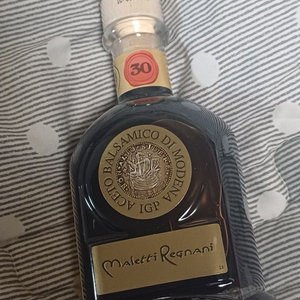 30
ACETO BALSAMICO DI MODENA
IGP
Maletti Regnani